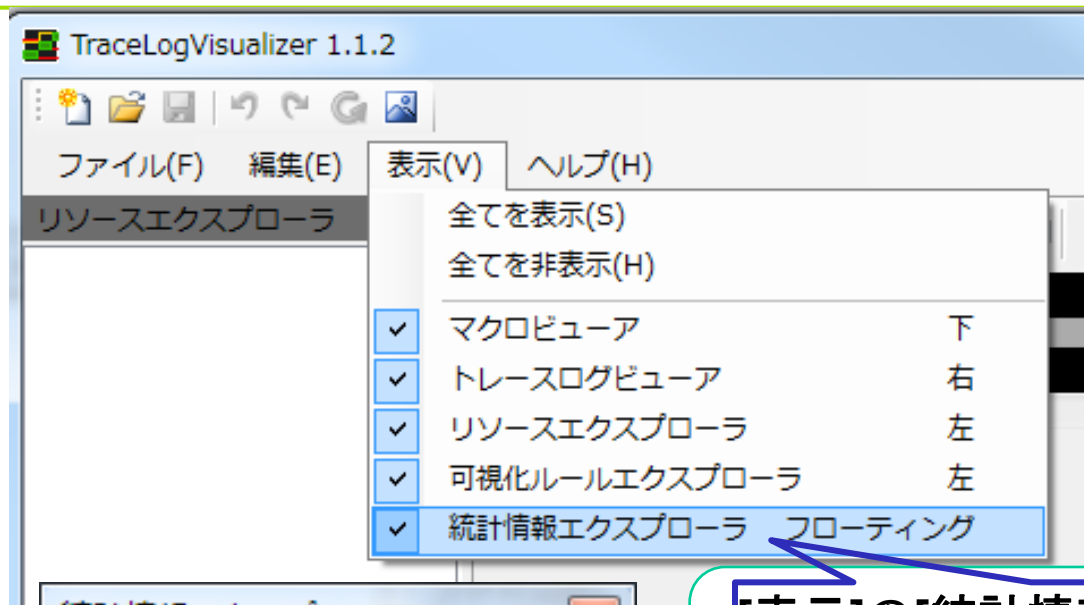 TraceLogVisualizer 1.1.2
ファイル(F) 編集(E) 表示(V) ヘルプ(H)
リソースエクスプローラ
全てを表示(S)
全てを非表示(H)
マクロビューア 下
トレースログビューア 右
リソースエクスプローラ 左
可視化ルールエクスプローラ 左
統計情報エクスプローラ フローティング